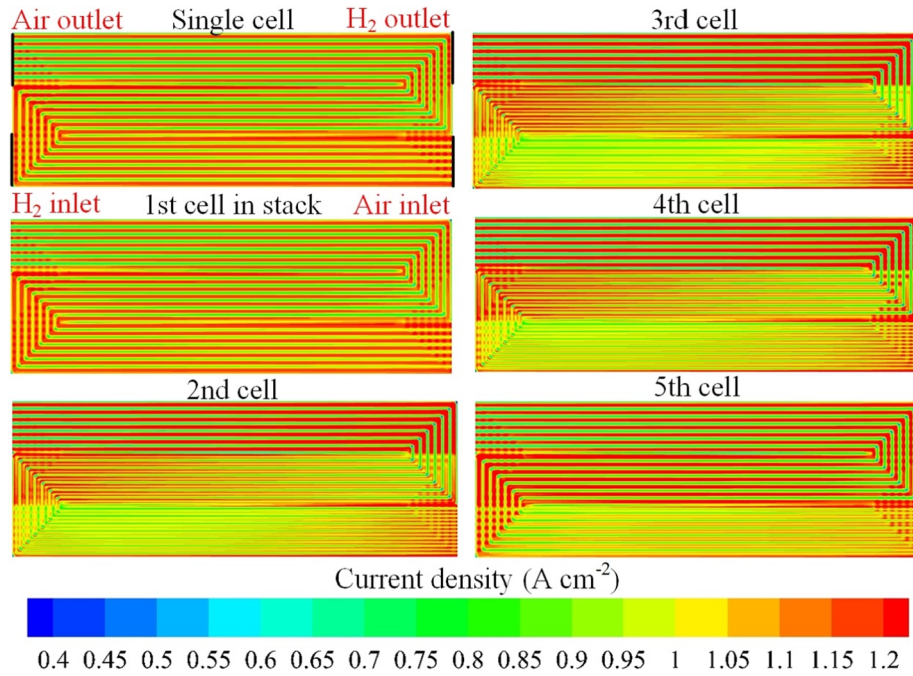 Air outlet Single cell H₂ outlet 3rd cell
H₂ inlet 1st cell in stack Air inlet 4th cell
2nd cell 5th cell
Current density (A cm⁻²)
0.4 0.45 0.5 0.55 0.6 0.65 0.7 0.75 0.8 0.85 0.9 0.95 1 1.05 1.1 1.15 1.2